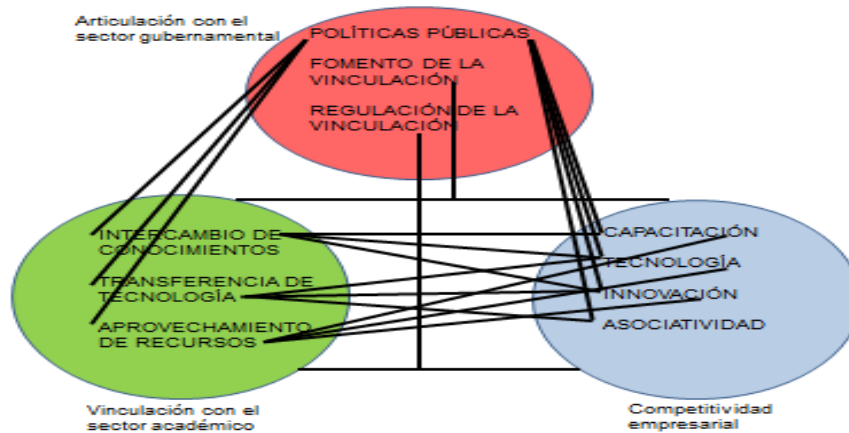 Articulación con el
sector gubernamental
POLÍTICAS PÚBLICAS
FOMENTO DE LA
VINCULACIÓN
REGULACIÓN DE LA
VINCULACIÓN
INTERCAMBIO DE
CONOCIMIENTOS
TRANSFERENCIA DE
TECNOLOGÍA
APROVECHAMIENTO
DE RECURSOS
CAPACITACIÓN
TECNOLOGÍA
INNOVACIÓN
ASOCIATIVIDAD
Vinculación con el
sector académico
Competitividad
empresarial